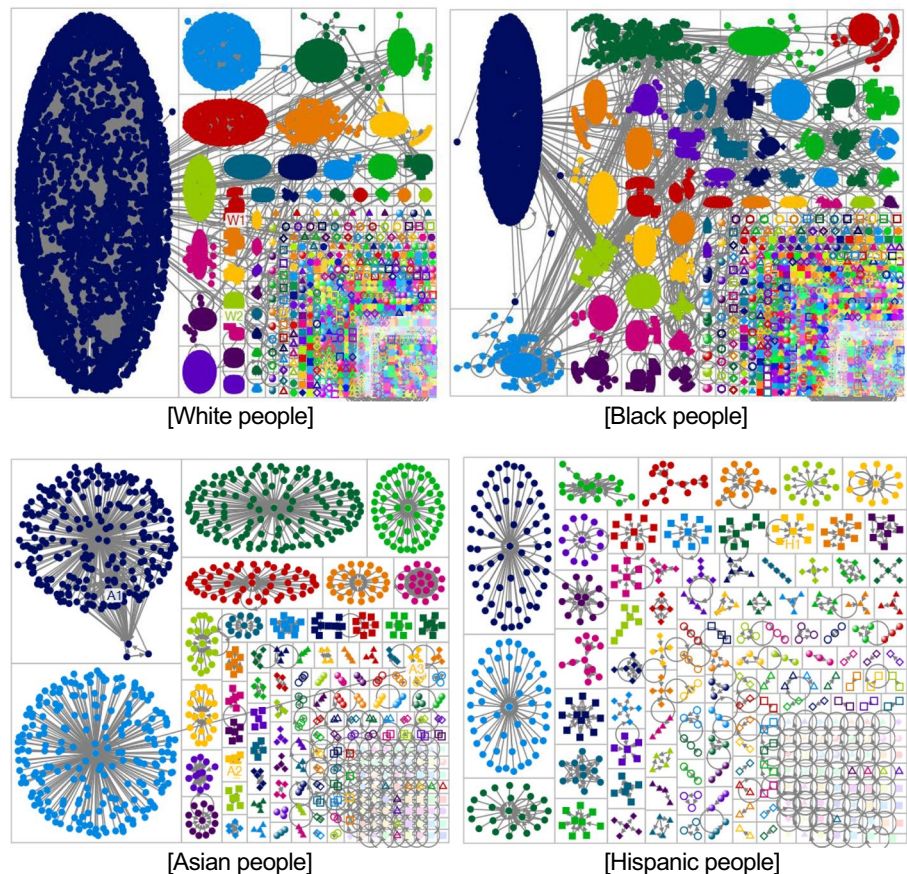 W1
W2
[White people]
[Black people]
A1
A3
A2
H1
[Asian people]
[Hispanic people]